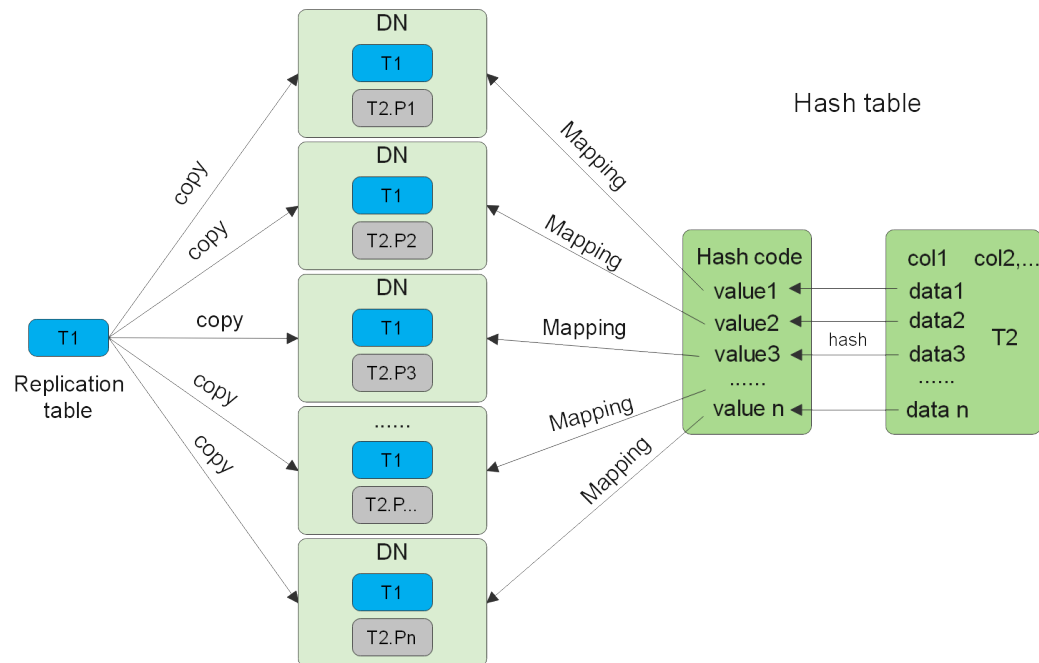 DN
T1
T2.P1
DN
T1
T2.P2
DN
T1
T2.P3
......
T1
T2.P...
DN
T1
T2.Pn
copy
copy
copy
copy
copy
T1
Replication
table
Mapping
Mapping
Mapping
Mapping
Mapping
Hash table
Hash code
value1
value2
value3
......
value n
hash
col1 col2,...
data1
data2
T2
data3
......
data n